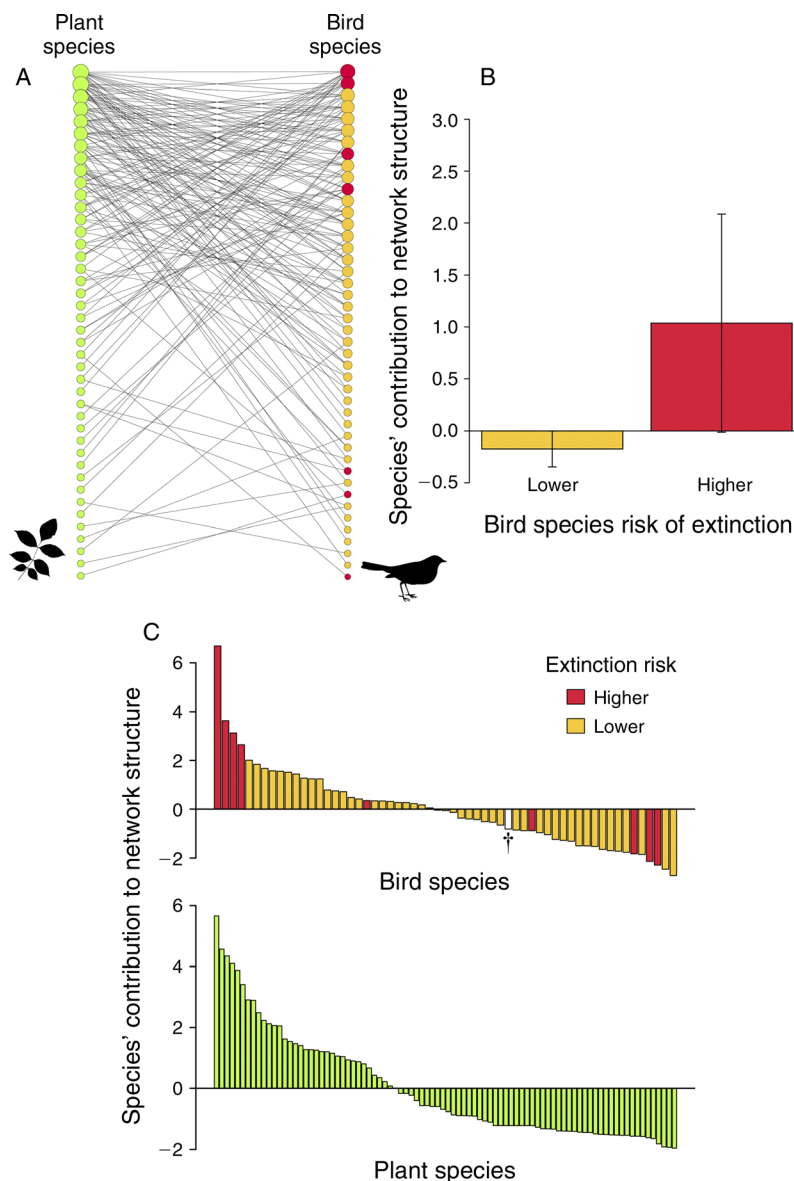 Plant
species
Bird
species
A
B
Species’ contribution to network structure
3.0
2.5
2.0
1.5
1.0
0.5
0.0
−0.5
Lower
Higher
Bird species risk of extinction
C
Species’ contribution to network structure
6
4
2
0
−2
Extinction risk
Higher
Lower
†
Bird species
6
4
2
0
−2
Plant species